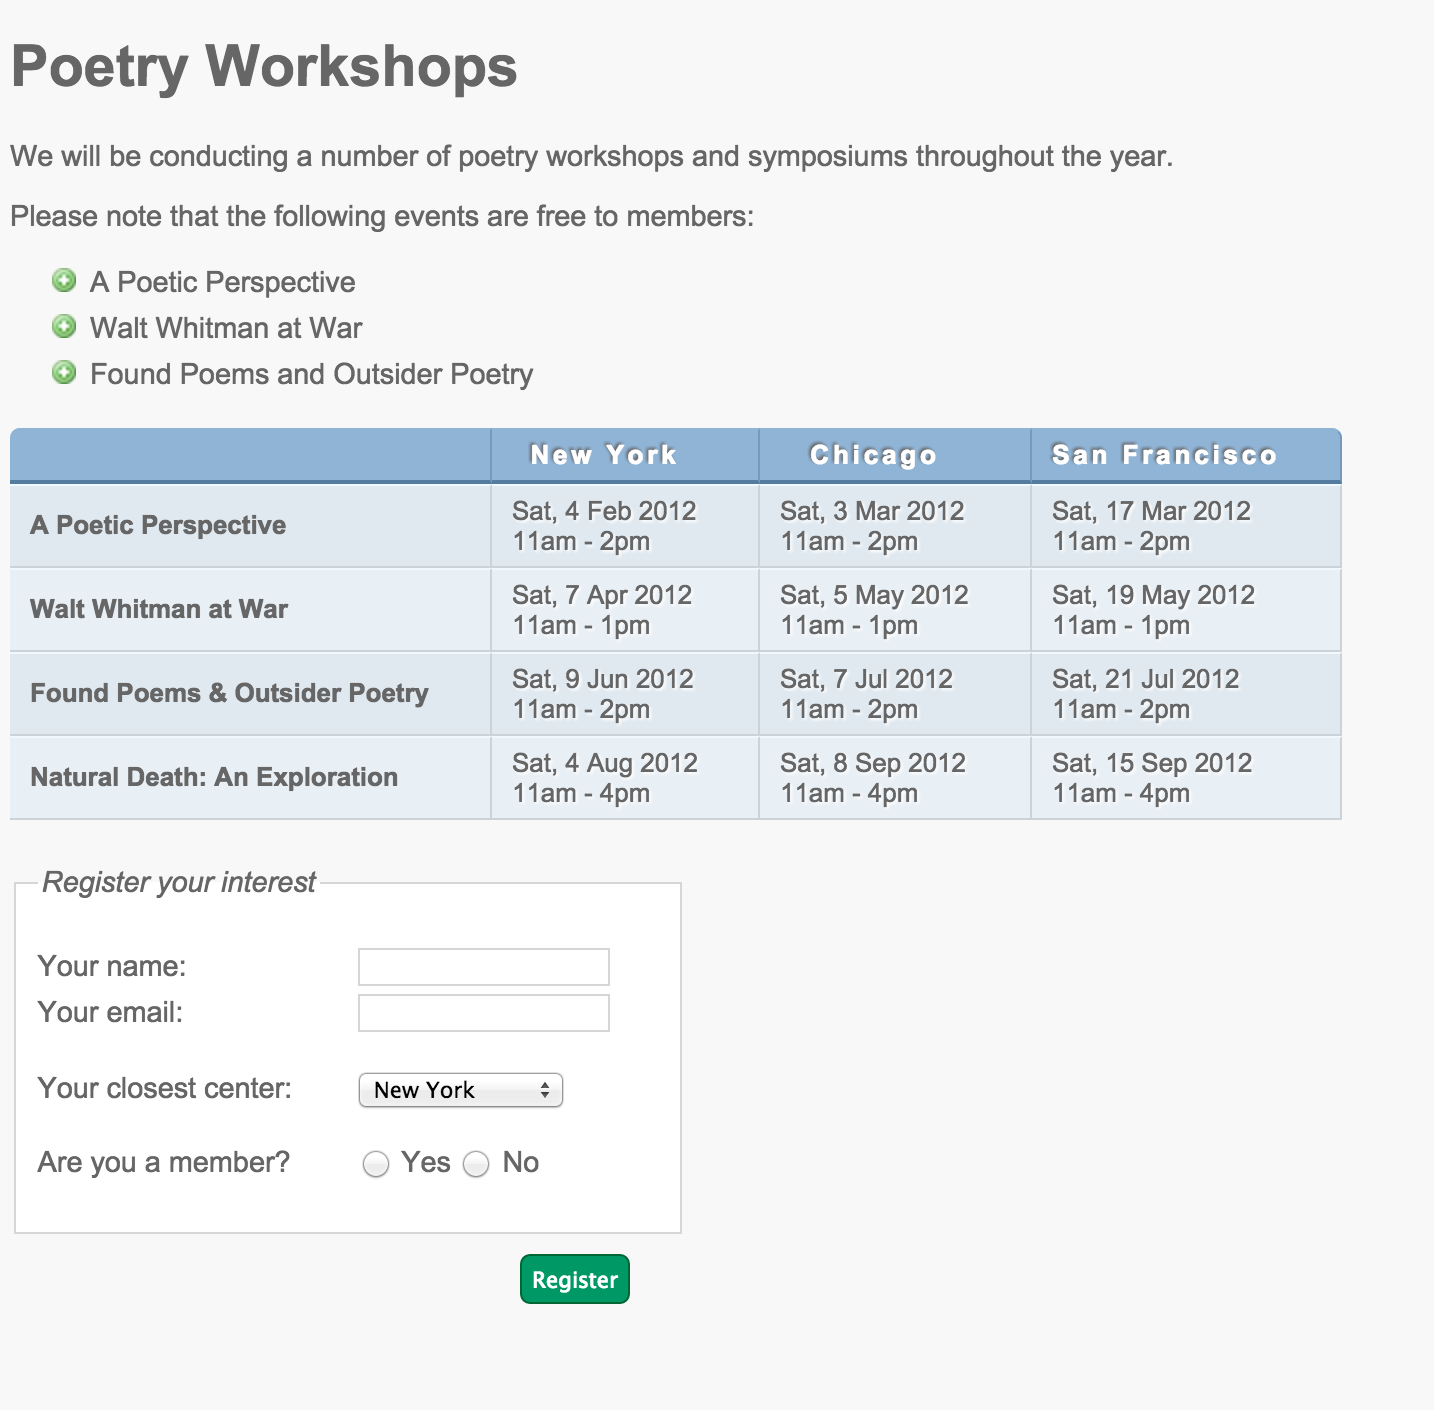 Poetry Workshops
We will be conducting a number of poetry workshops and symposiums throughout the year.
Please note that the following events are free to members:
A Poetic Perspective
Walt Whitman at War
Found Poems and Outsider Poetry
New York Chicago San Francisco
A Poetic Perspective
Sat, 4 Feb 2012 Sat, 3 Mar 2012 Sat, 17 Mar 2012
11am - 2pm 11am - 2pm 11am - 2pm
Walt Whitman at War
Sat, 7 Apr 2012 Sat, 5 May 2012 Sat, 19 May 2012
11am - 1pm 11am - 1pm 11am - 1pm
Found Poems & Outsider Poetry
Sat, 9 Jun 2012 Sat, 7 Jul 2012 Sat, 21 Jul 2012
11am - 2pm 11am - 2pm 11am - 2pm
Natural Death: An Exploration
Sat, 4 Aug 2012 Sat, 8 Sep 2012 Sat, 15 Sep 2012
11am - 4pm 11am - 4pm 11am - 4pm
Register your interest
Your name:
Your email:
Your closest center: New York
Are you a member? Yes No
Register